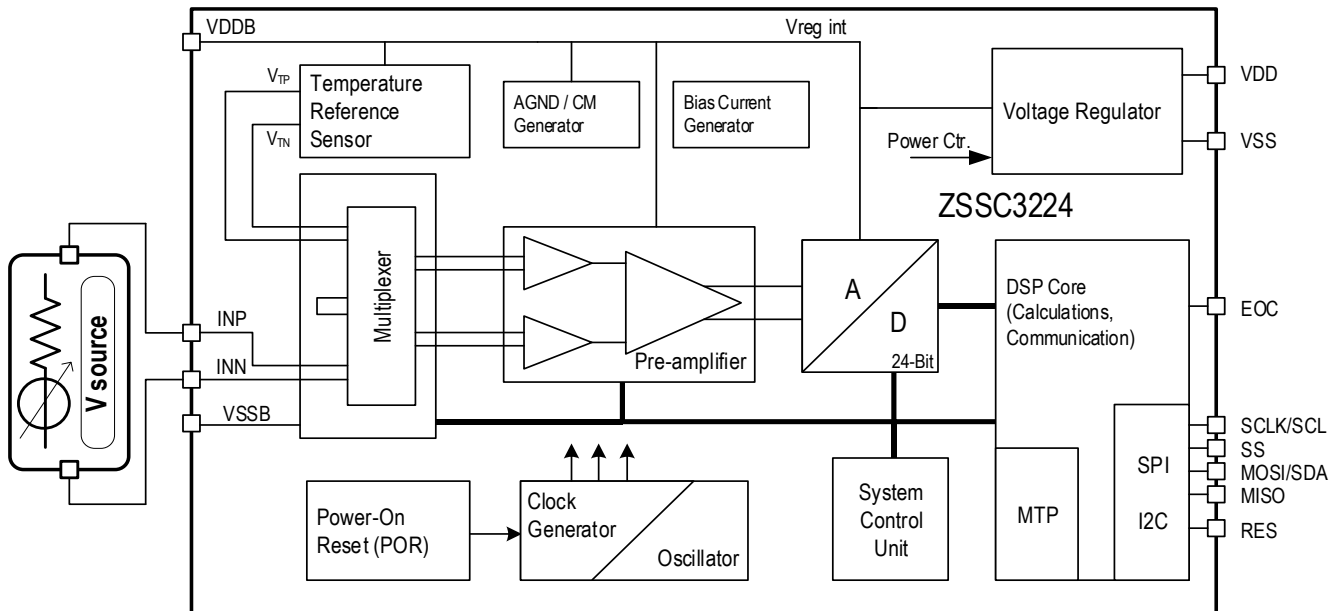 VDDB
Vreg int
VTP
Temperature
Reference
Sensor
VTN
AGND / CM
Generator
Bias Current
Generator
Voltage Regulator
Power Ctr.
VDD
VSS
ZSSC3224
V source
INP
INN
VSSB
Multiplexer
Pre-amplifier
A
D
24-Bit
DSP Core
(Calculations,
Communication)
EOC
Power-On
Reset (POR)
Clock
Generator
Oscillator
System
Control
Unit
MTP
SPI
I2C
SCLK/SCL
SS
MOSI/SDA
MISO
RES